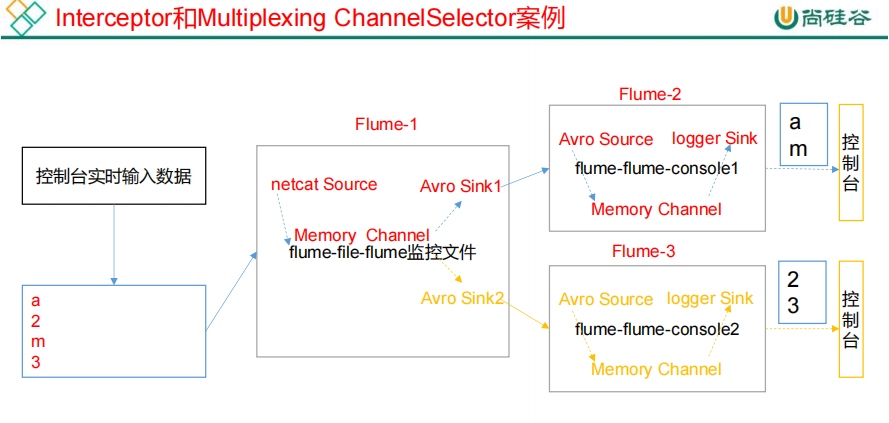 Interceptor和Multiplexing ChannelSelector案例
尚硅谷
控制台实时输入数据
a
2
m
3
Flume-1
netcat Source
Avro Sink1
Memory Channel
flume-file-flume监控文件
Avro Sink2
Flume-2
Avro Source
logger Sink
flume-flume-console1
Memory Channel
a
m
控制台
Flume-3
Avro Source
logger Sink
flume-flume-console2
Memory Channel
2
3
控制台